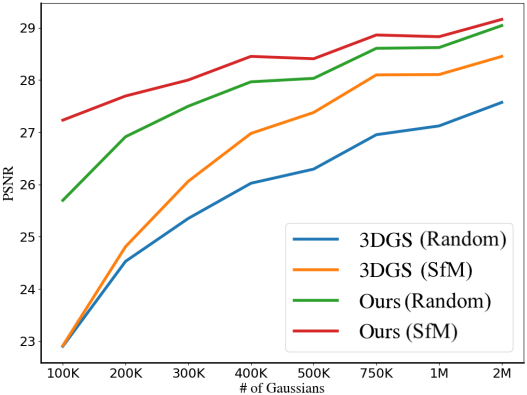 29
28
27
26
25
24
23
PSNR
3DGS (Random)
3DGS (SfM)
Ours (Random)
Ours (SfM)
100K 200K 300K 400K 500K 750K 1M 2M
# of Gaussians